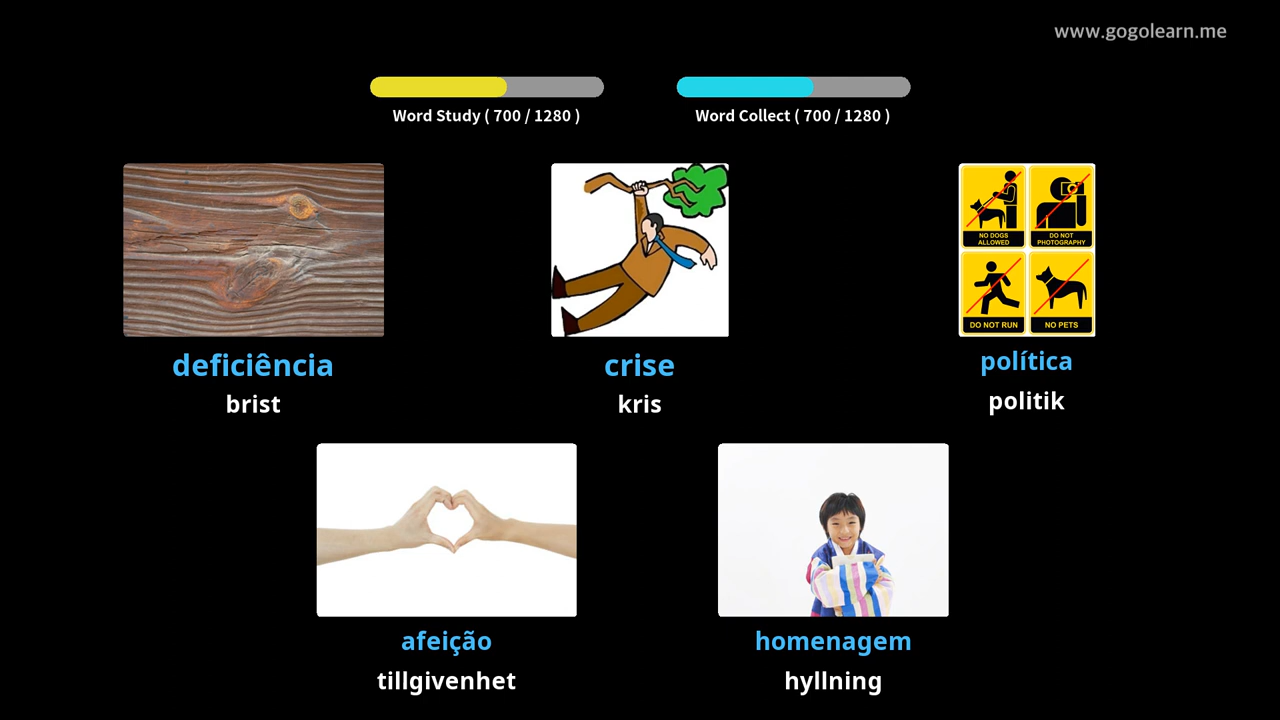 www.gogolearn.me
Word Study ( 700 / 1280 )
Word Collect ( 700 / 1280 )
NO DOGS
ALLOWED
DO NOT
PHOTOGRAPHY
DO NOT RUN
NO PETS
deficiência
brist
crise
kris
política
politik
afeição
tillgivenhet
homenagem
hyllning